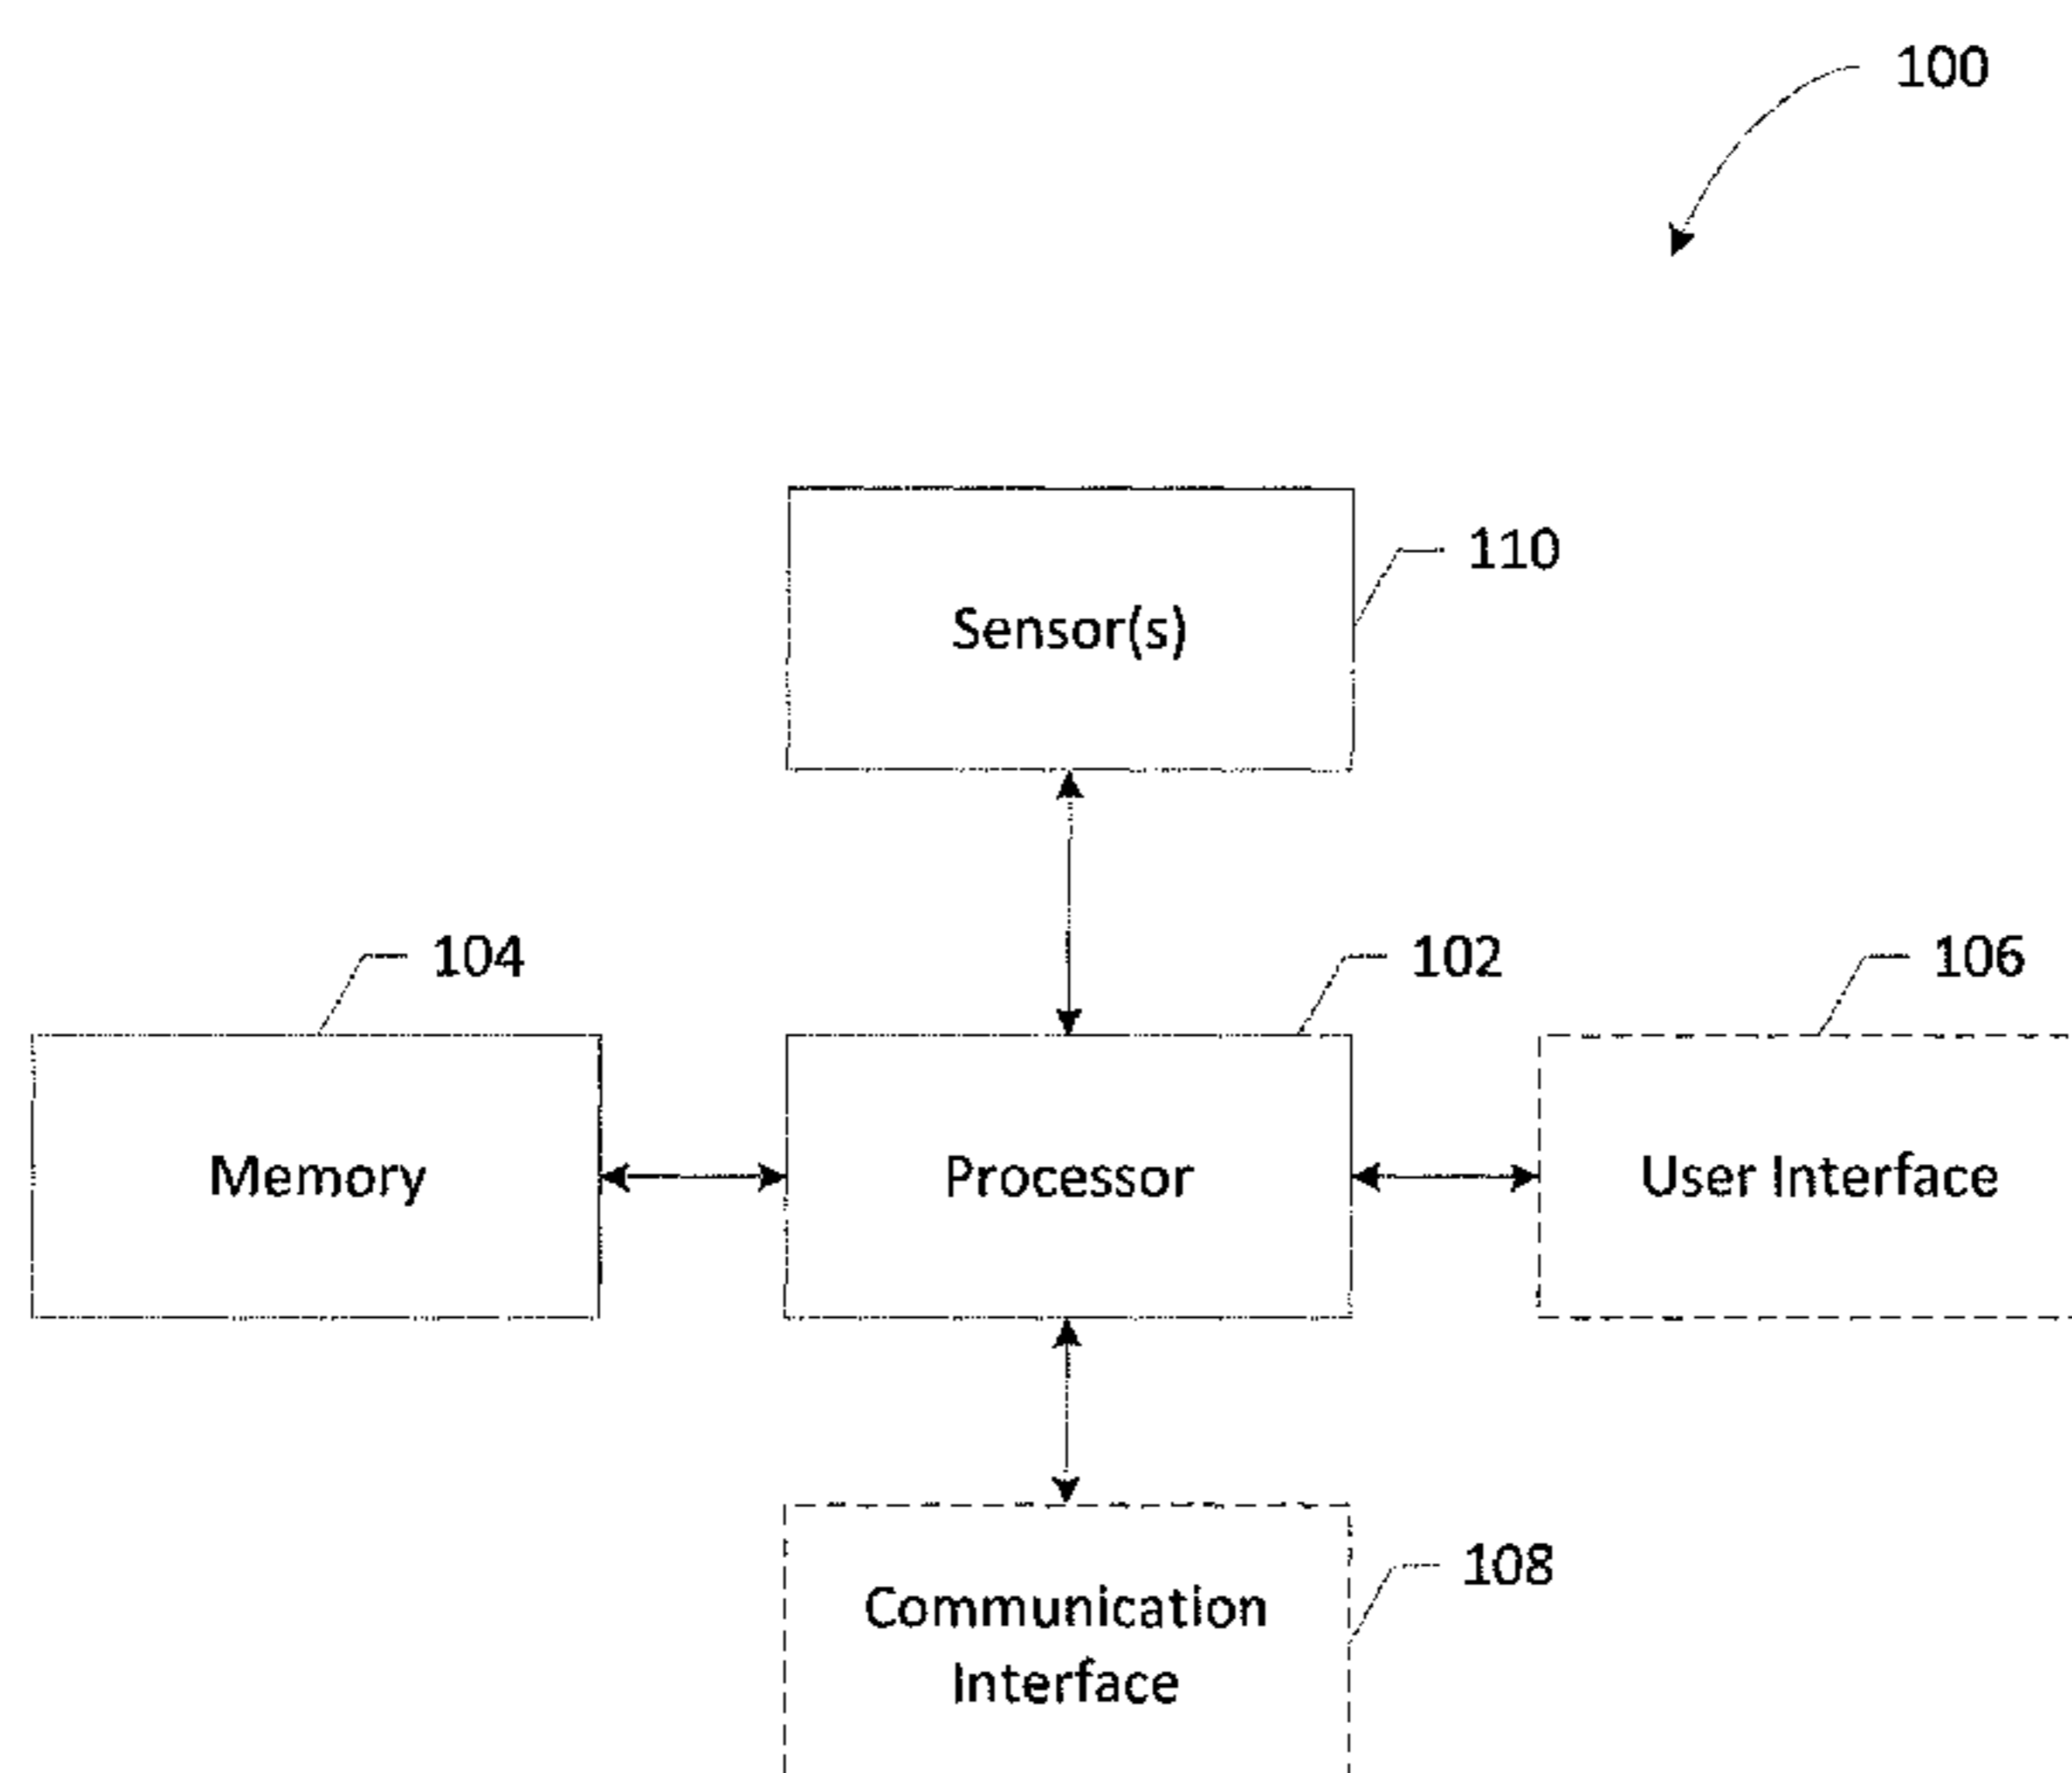 100
110
Sensor(s)
104
102
106
Memory
Processor
User Interface
108
Communication
Interface